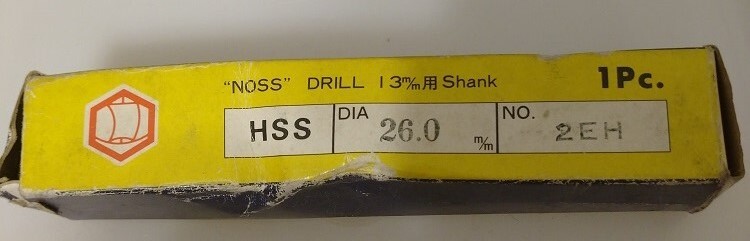 "NOSS" DRILL 13m/m用 Shank 1Pc.
HSS DIA 26.0 m/m NO. 2EH